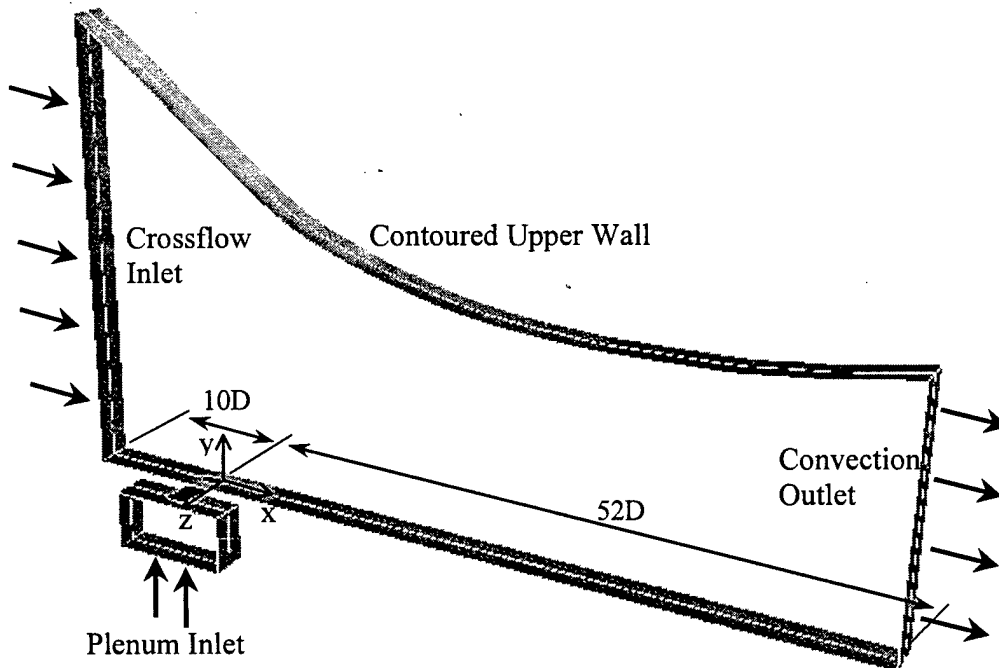 Crossflow
Inlet
Contoured Upper Wall
10D
y
z
x
52D
Convection
Outlet
Plenum Inlet